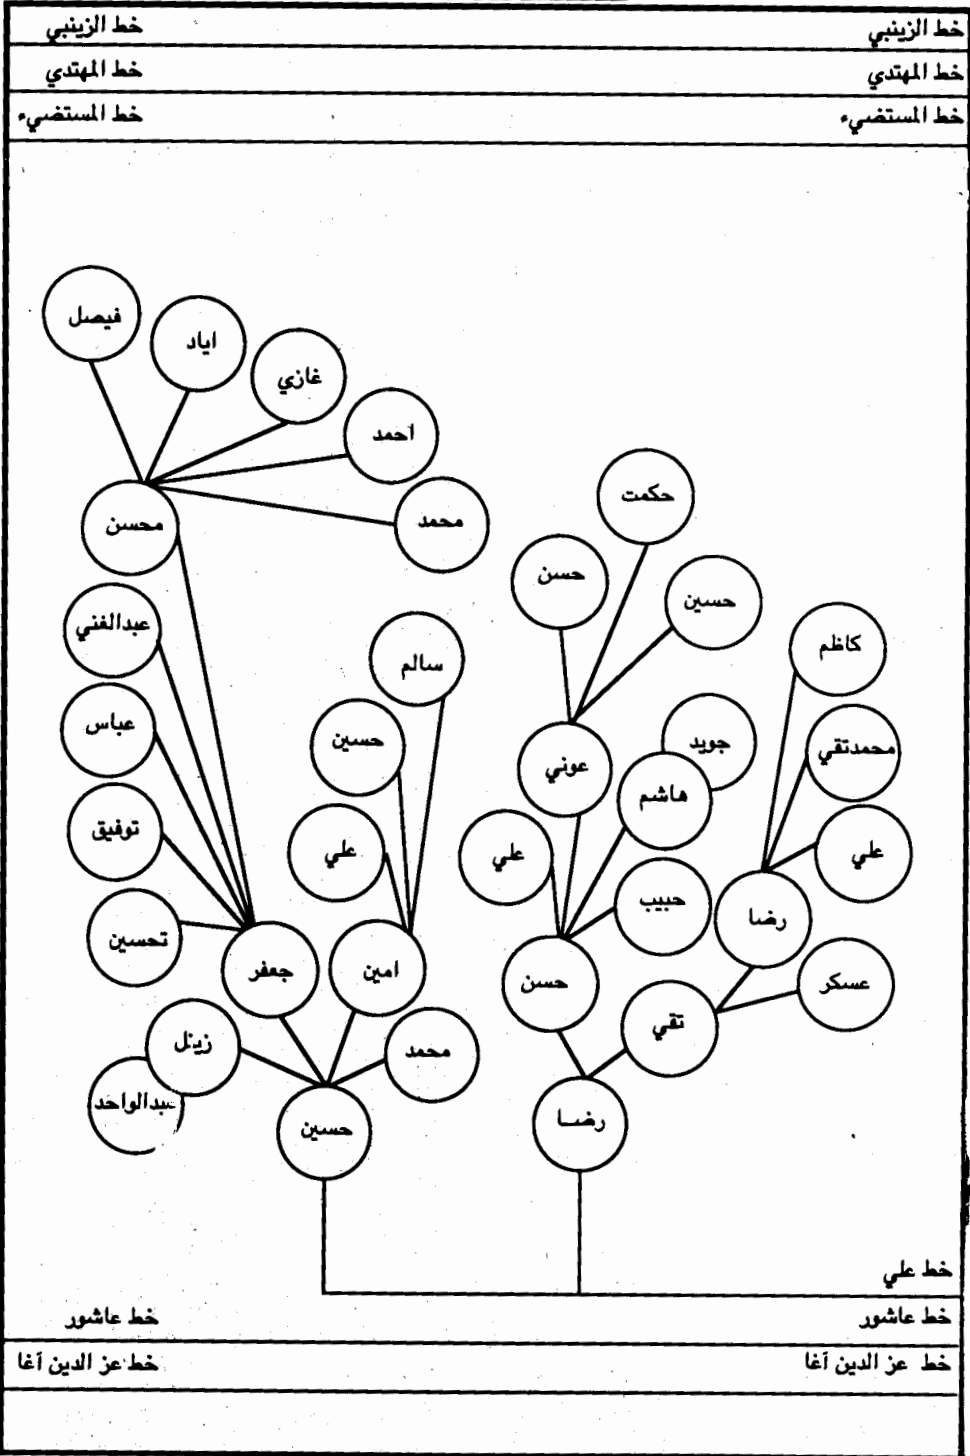 خط الزينبي خط الزينبي
خط المهتدي خط المهتدي
خط المستضيء خط المستضيء
فيصل
اياد
غازي
احمد
محمد
محسن
عبدالغني
عباس
توفيق
تحسين
جعفر
سالم
حسين
علي
امين
زينل
عبدالواحد
محمد
حسين
حكمت
حسن
حسين
عوني
جويد
هاشم
علي
حبيب
حسن
كاظم
محمدتقي
علي
رضا
عسكر
تقي
رضا
خط علي
خط عاشور خط عاشور
خط عز الدين آغا خط عز الدين آغا